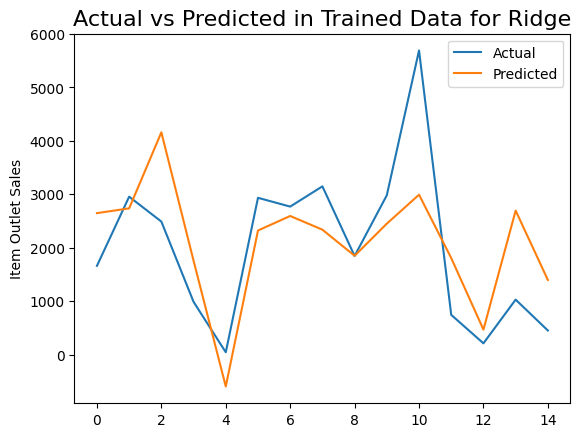 Actual vs Predicted in Trained Data for Ridge
Actual
Predicted
Item Outlet Sales
6000
5000
4000
3000
2000
1000
0
0 2 4 6 8 10 12 14